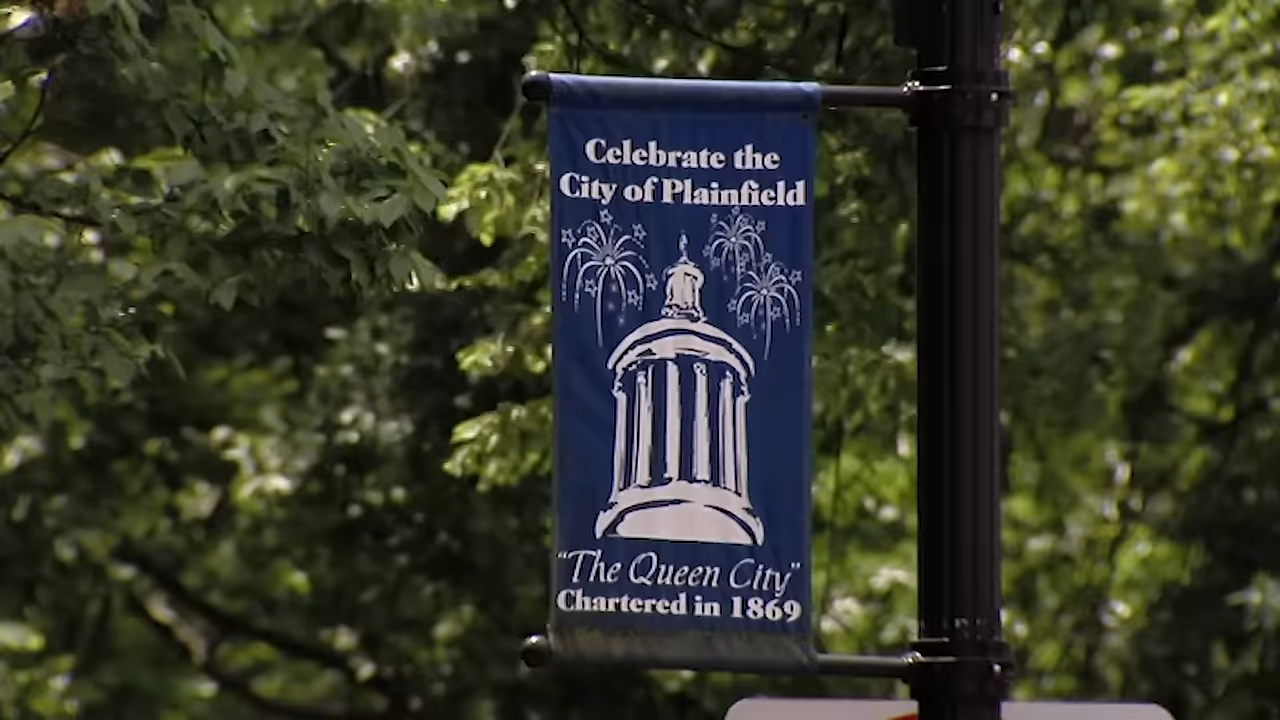 Celebrate the
City of Plainfield
"The Queen City"
Chartered in 1869